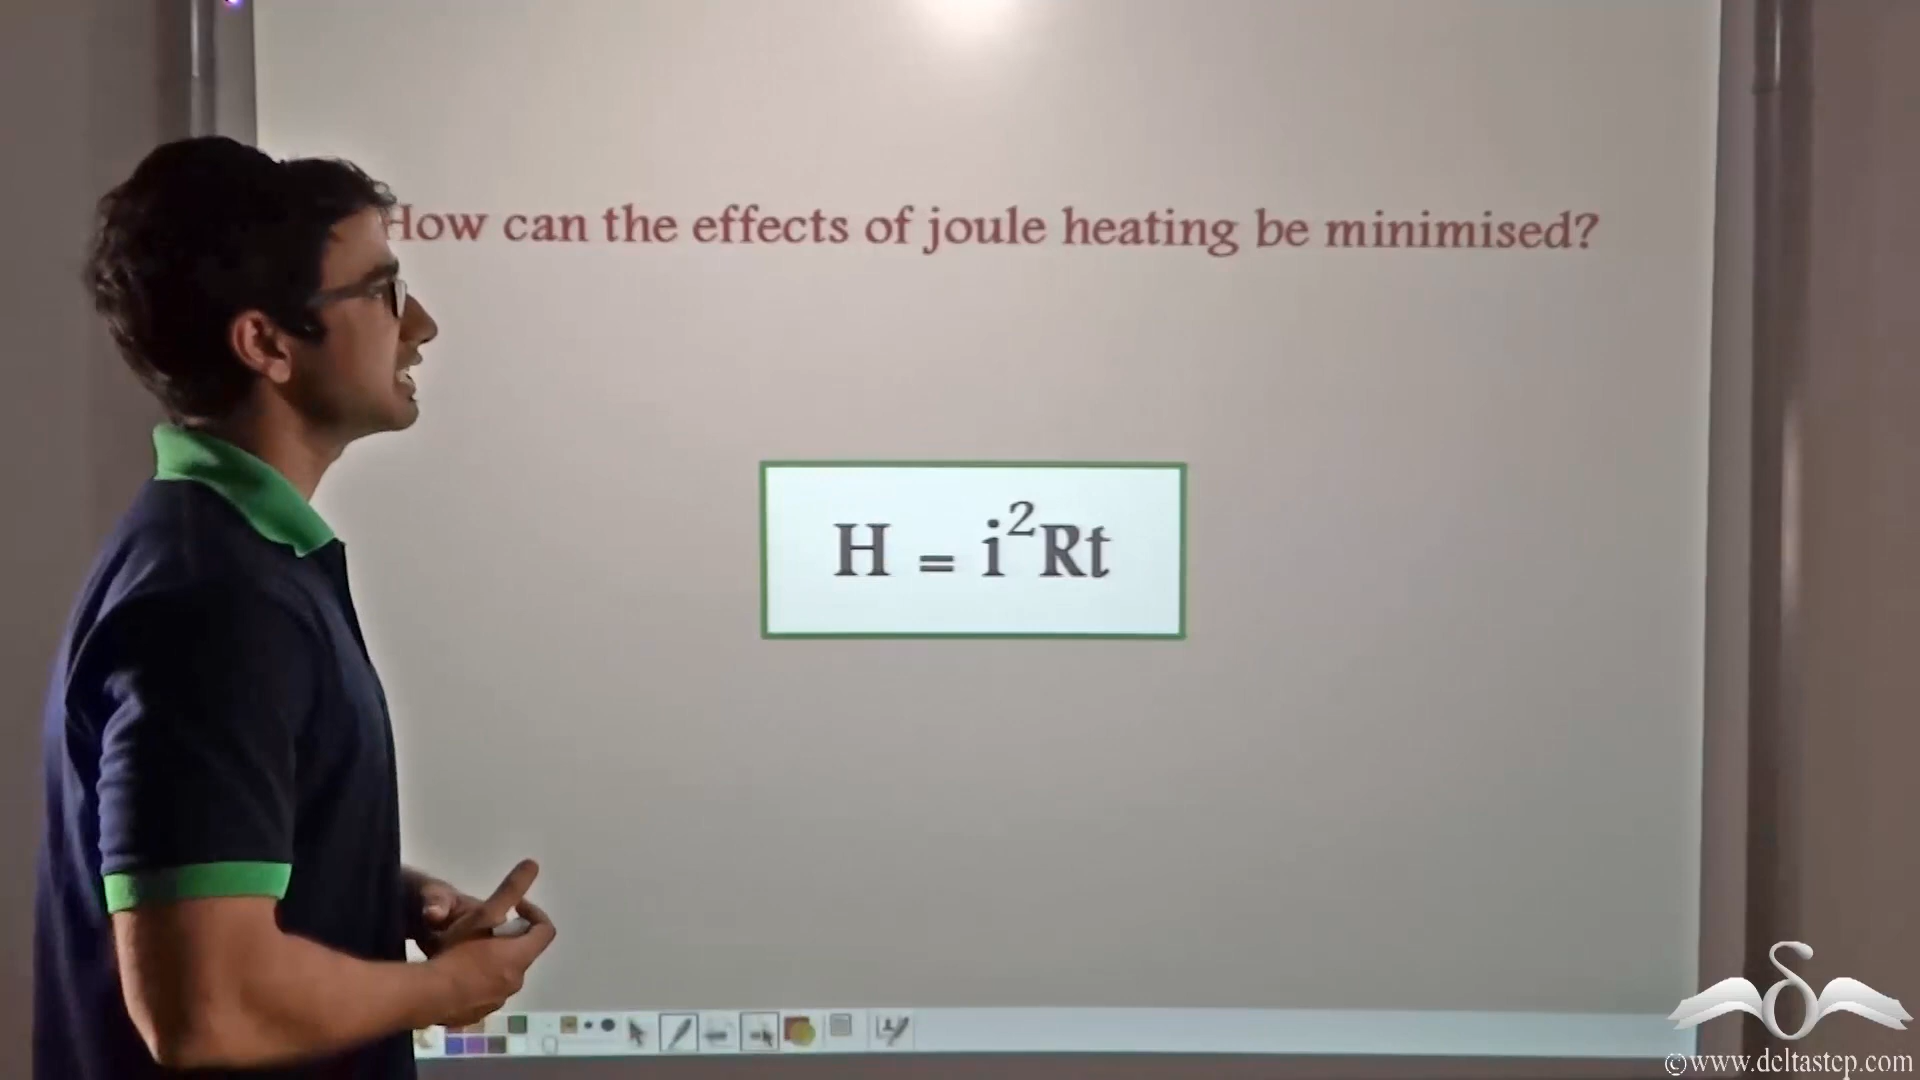 How can the effects of joule heating be minimised?
H = i²Rt
©www.deltastep.com